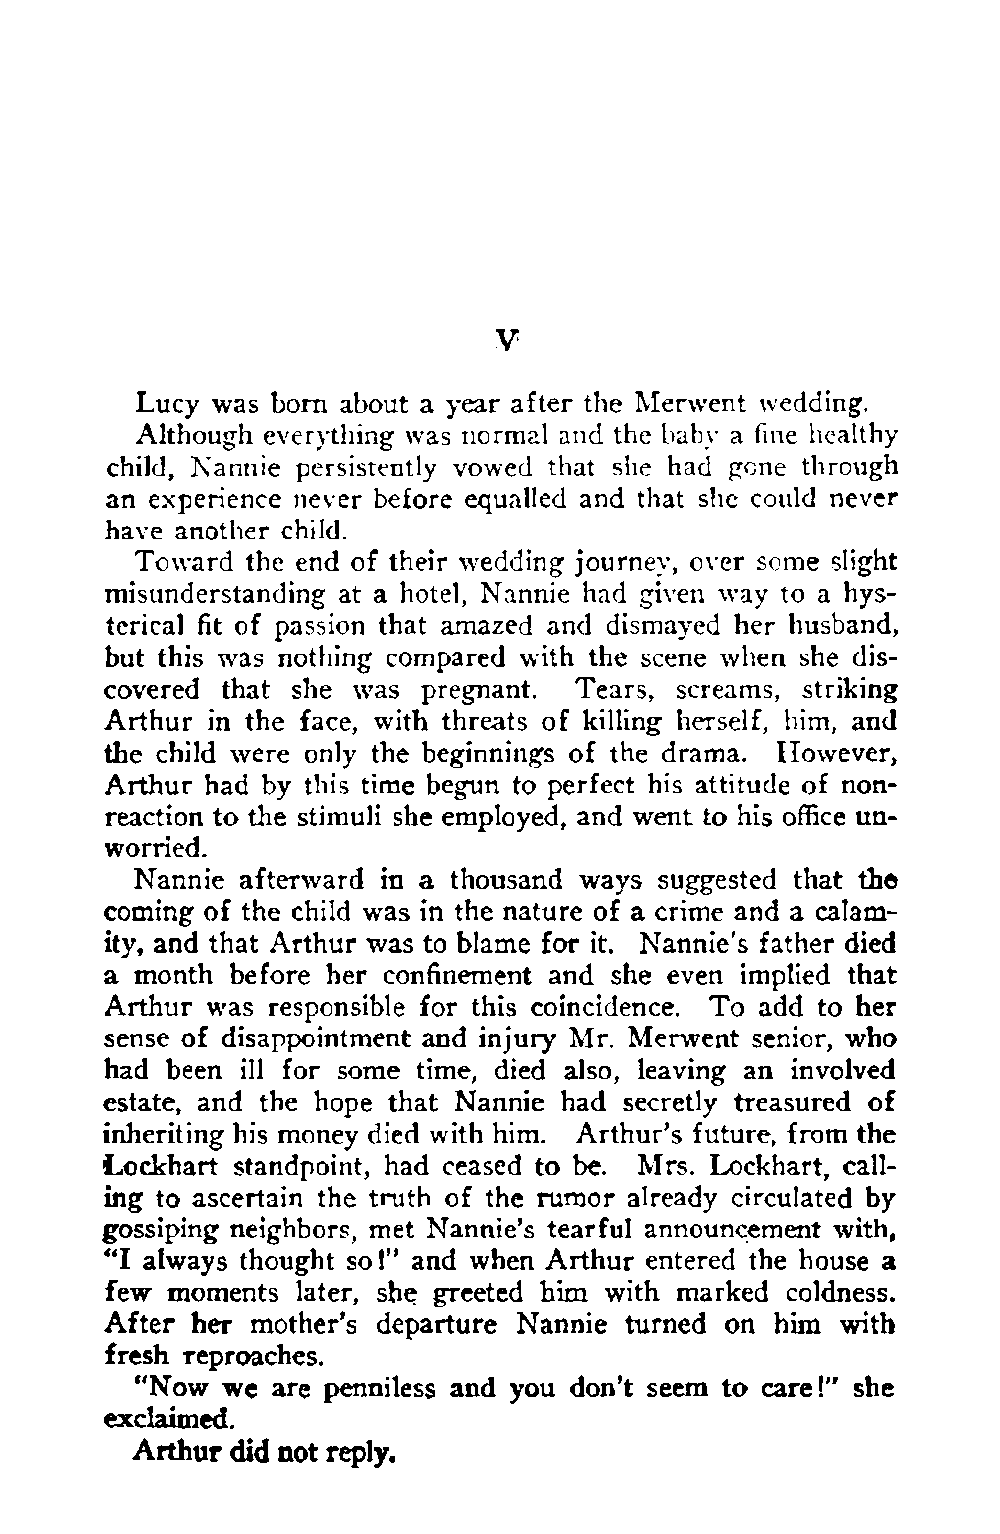 V
Lucy was born about a year after the Merwent wedding.
Although everything was normal and the baby a fine healthy
child, Nannie persistently vowed that she had gone through
an experience never before equalled and that she could never
have another child.
Toward the end of their wedding journey, over some slight
misunderstanding at a hotel, Nannie had given way to a hys-
terical fit of passion that amazed and dismayed her husband,
but this was nothing compared with the scene when she dis-
covered that she was pregnant. Tears, screams, striking
Arthur in the face, with threats of killing herself, him, and
the child were only the beginnings of the drama. However,
Arthur had by this time begun to perfect his attitude of non-
reaction to the stimuli she employed, and went to his office un-
worried.
Nannie afterward in a thousand ways suggested that the
coming of the child was in the nature of a crime and a calam-
ity, and that Arthur was to blame for it. Nannie's father died
a month before her confinement and she even implied that
Arthur was responsible for this coincidence. To add to her
sense of disappointment and injury Mr. Merwent senior, who
had been ill for some time, died also, leaving an involved
estate, and the hope that Nannie had secretly treasured of
inheriting his money died with him. Arthur's future, from the
Lockhart standpoint, had ceased to be. Mrs. Lockhart, call-
ing to ascertain the truth of the rumor already circulated by
gossiping neighbors, met Nannie's tearful announcement with,
"I always thought so!" and when Arthur entered the house a
few moments later, she greeted him with marked coldness.
After her mother's departure Nannie turned on him with
fresh reproaches.
"Now we are penniless and you don't seem to care!" she
exclaimed.
Arthur did not reply.